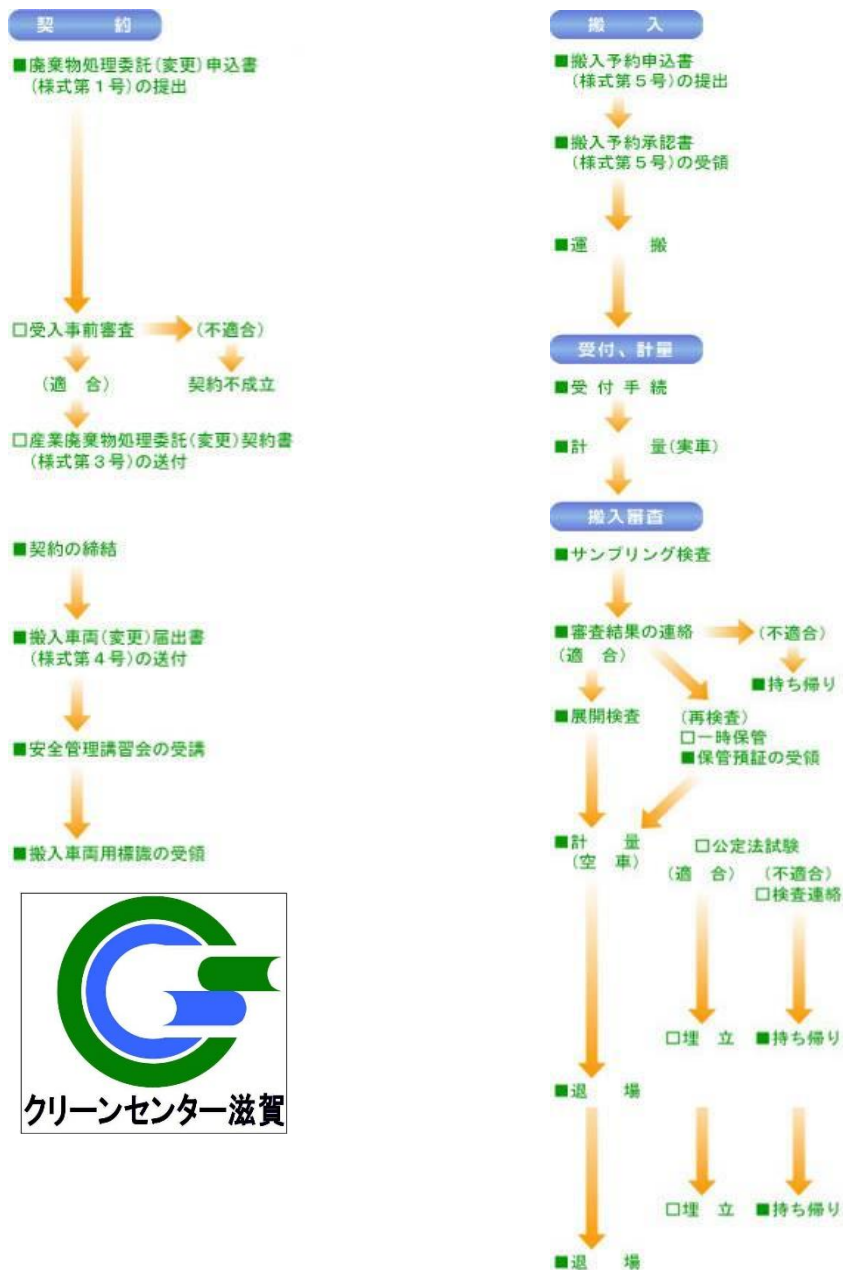 契　　約
■廃棄物処理委託(変更)申込書
(様式第１号)の提出
□受入事前審査
(不適合)
(適　合)
契約不成立
□産業廃棄物処理委託(変更)契約書
(様式第３号)の送付
■契約の締結
■搬入車両(変更)届出書
(様式第４号)の送付
■安全管理講習会の受講
■搬入車両用標識の受領
クリーンセンター滋賀
搬　　入
■搬入予約申込書
(様式第５号)の提出
■搬入予約承認書
(様式第５号)の受領
■運　　　搬
受付、計量
■受 付 手 続
■計　　　量(実車)
搬入審査
■サンプリング検査
■審査結果の連絡
(不適合)
(適　合)
■持ち帰り
■展開検査
(再検査)
□一時保管
■保管預証の受領
■計　　量
(空　車)
□公定法試験
(適　合)
(不適合)
□検査連絡
□埋　立
■持ち帰り
■退　　場
□埋　立
■持ち帰り
■退　　場